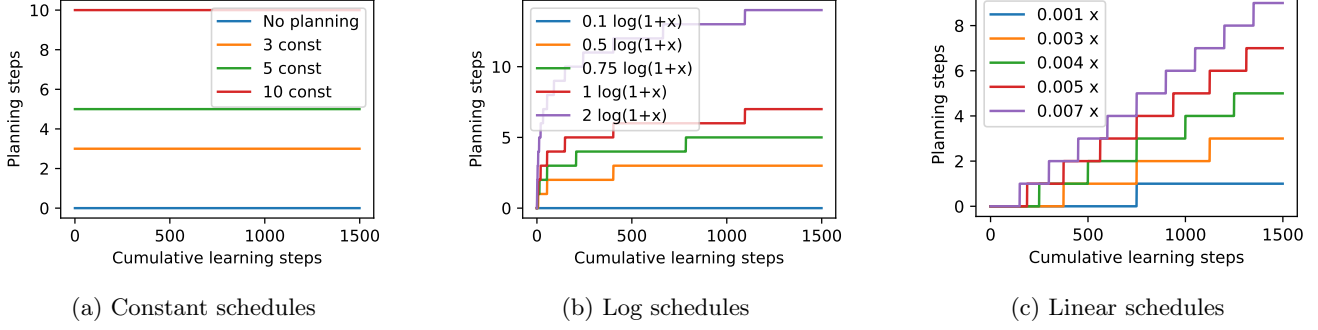 Planning steps
10
8
6
4
2
0
No planning
3 const
5 const
10 const
0
500
1000
1500
Cumulative learning steps
(a) Constant schedules
Planning steps
10
5
0
0.1 log(1+x)
0.5 log(1+x)
0.75 log(1+x)
1 log(1+x)
2 log(1+x)
0
500
1000
1500
Cumulative learning steps
(b) Log schedules
Planning steps
8
6
4
2
0
0.001 x
0.003 x
0.004 x
0.005 x
0.007 x
0
500
1000
1500
Cumulative learning steps
(c) Linear schedules